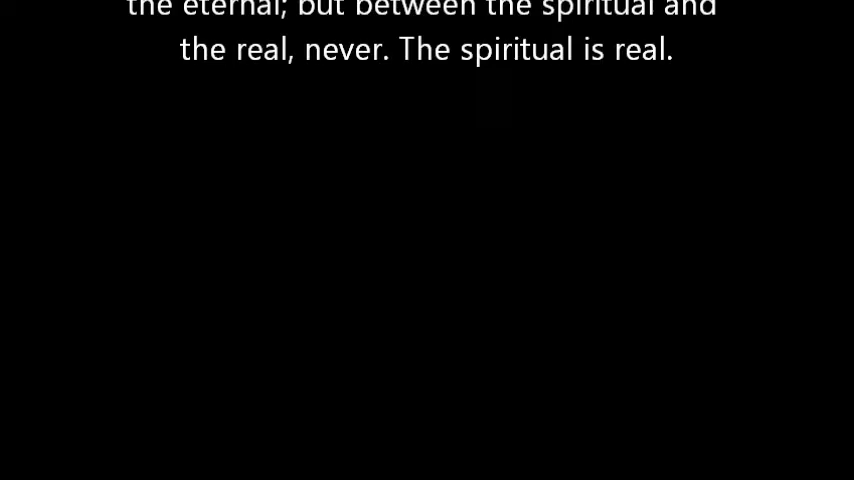 the eternal; but between the spiritual and
the real, never. The spiritual is real.